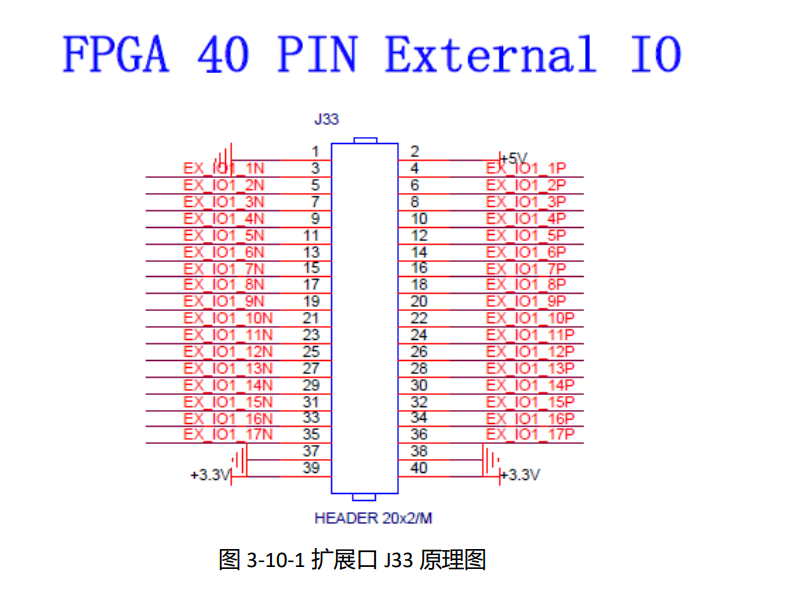 FPGA 40 PIN External IO
J33
1 2 +5V
EX_IO1_1N 3 4 EX_IO1_1P
EX_IO1_2N 5 6 EX_IO1_2P
EX_IO1_3N 7 8 EX_IO1_3P
EX_IO1_4N 9 10 EX_IO1_4P
EX_IO1_5N 11 12 EX_IO1_5P
EX_IO1_6N 13 14 EX_IO1_6P
EX_IO1_7N 15 16 EX_IO1_7P
EX_IO1_8N 17 18 EX_IO1_8P
EX_IO1_9N 19 20 EX_IO1_9P
EX_IO1_10N 21 22 EX_IO1_10P
EX_IO1_11N 23 24 EX_IO1_11P
EX_IO1_12N 25 26 EX_IO1_12P
EX_IO1_13N 27 28 EX_IO1_13P
EX_IO1_14N 29 30 EX_IO1_14P
EX_IO1_15N 31 32 EX_IO1_15P
EX_IO1_16N 33 34 EX_IO1_16P
EX_IO1_17N 35 36 EX_IO1_17P
37 38
+3.3V 39 40 +3.3V
HEADER 20x2/M
图 3-10-1 扩展口 J33 原理图